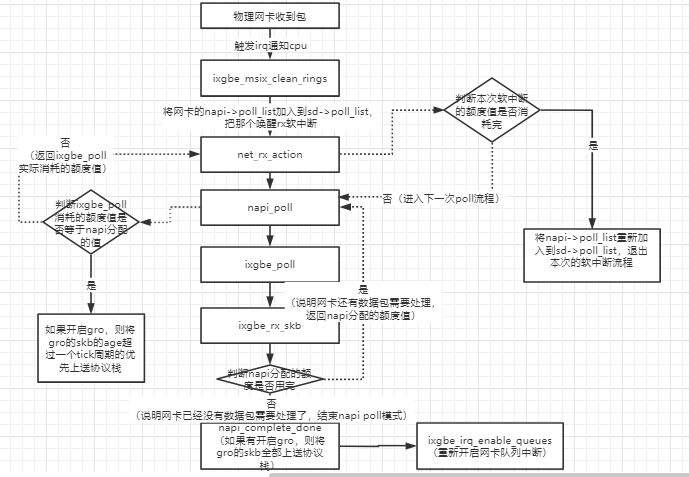 物理网卡收到包
触发irq通知cpu
ixgbe_msix_clean_rings
将网卡的napi->poll_list加入到sd->poll_list,
把那个唤醒rx软中断
判断本次软中断
的额度值是否消
耗完
是
否
（返回ixgbe_poll
实际消耗的额度值）
net_rx_action
判断ixgbe_poll
消耗的额度值是
否等于napi分配
的值
napi_poll
否（进入下一次poll流程）
将napi->poll_list重新加
入到sd->poll_list，退出
本次的软中断流程
ixgbe_poll
是
是
（说明网卡还有数据包需要处理，
返回napi分配的额度值）
如果开启gro，则将
gro的skb的age超
过一个tick周期的优
先上送协议栈
ixgbe_rx_skb
判断napi分配的额
度是否用完
否
（说明网卡已经没有数据包需要处理了，结束napi poll模式）
napi_complete_done
（如果有开启gro，则将
gro的skb全部上送协议
栈）
ixgbe_irq_enable_queues
（重新开启网卡队列中断）